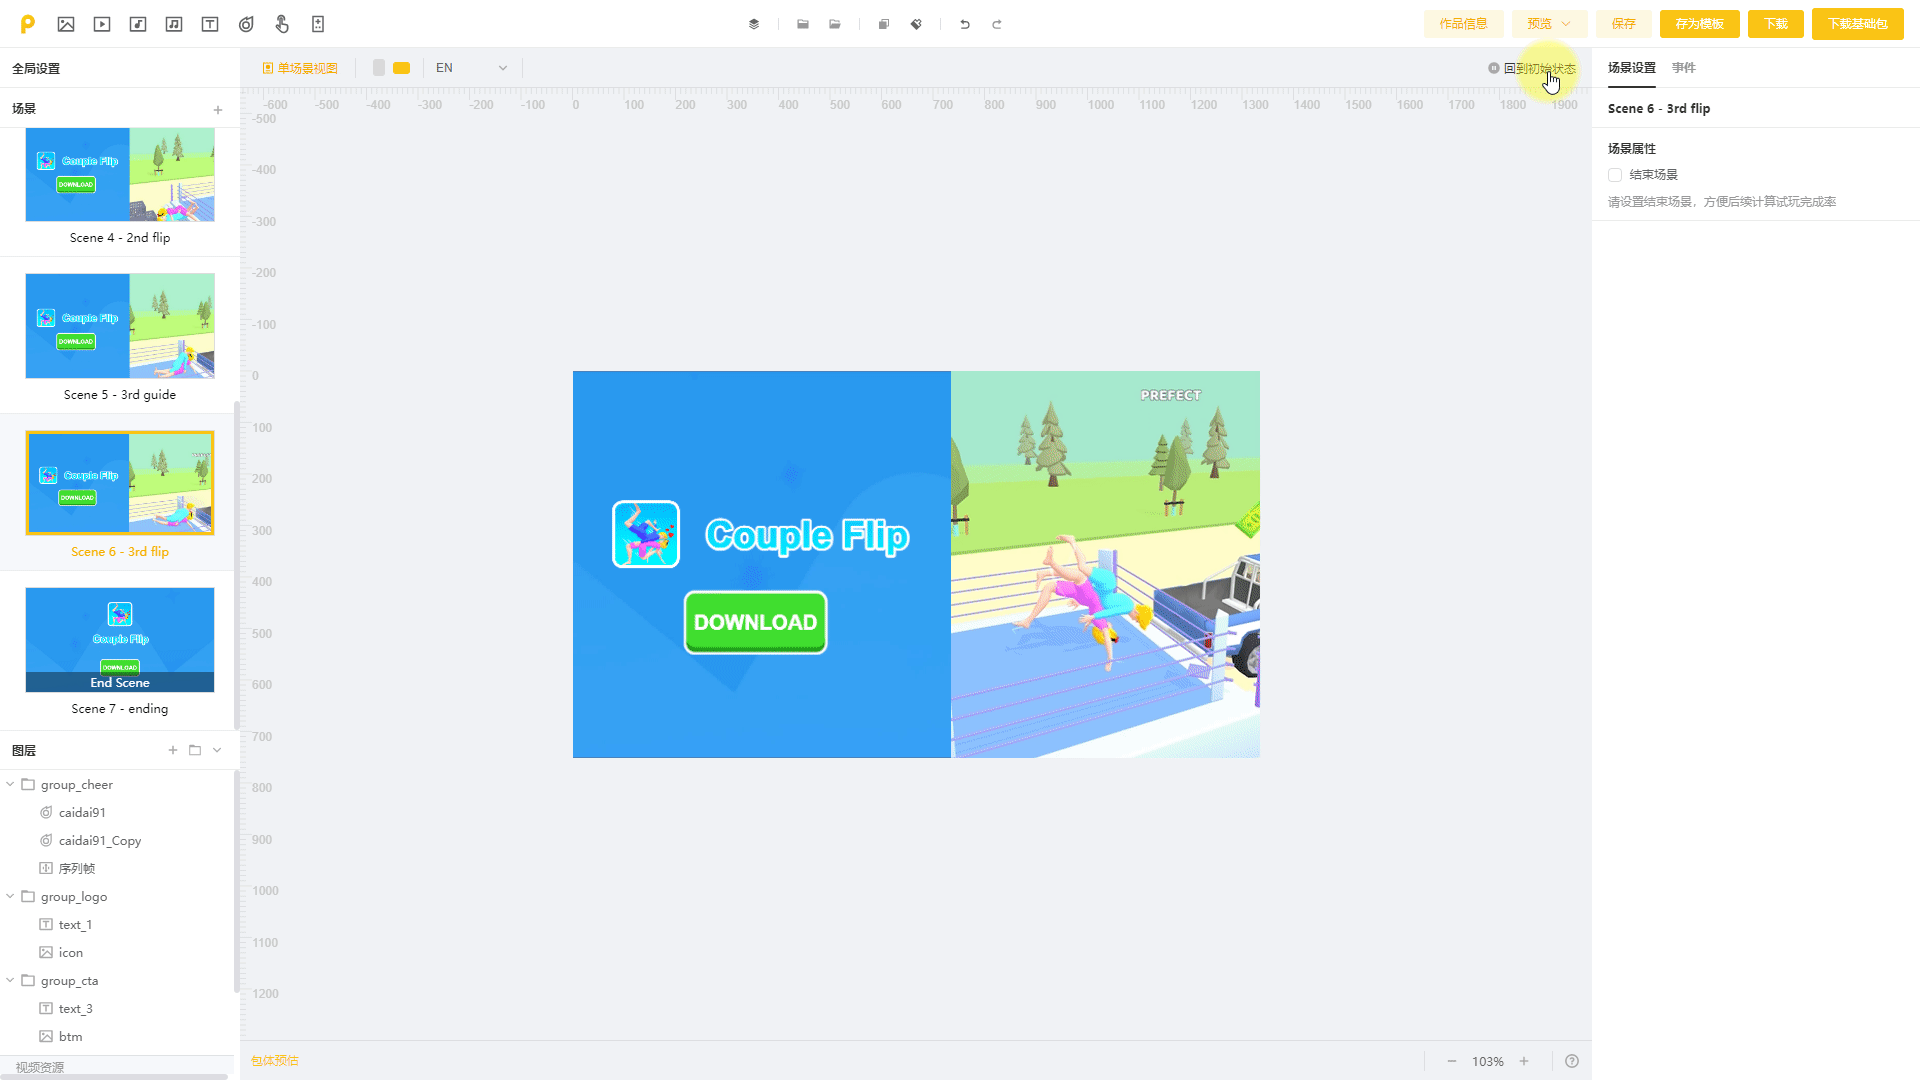 作品信息
预览
保存
存为模板
下载
下载基础包
全局设置
单场景视图
EN
回到初始状态
场景设置
事件
场景
-600 -500 -400 -300 -200 -100 0 100 200 300 400 500 600 700 800 900 1000 1100 1200 1300 1400 1500 1600 1700 1800 1900
Scene 6 - 3rd flip
场景属性
结束场景
请设置结束场景，方便后续计算试玩完成率
-500
-400
-300
-200
-100
0
100
200
300
400
500
600
700
800
900
1000
1100
1200
Couple Flip
DOWNLOAD
Scene 4 - 2nd flip
Couple Flip
DOWNLOAD
Scene 5 - 3rd guide
Couple Flip
DOWNLOAD
Scene 6 - 3rd flip
Couple Flip
DOWNLOAD
End Scene
Scene 7 - ending
PREFECT
Couple Flip
DOWNLOAD
图层
group_cheer
caidai91
caidai91_Copy
序列帧
group_logo
text_1
icon
group_cta
text_3
btm
视频资源
包体预估
103%